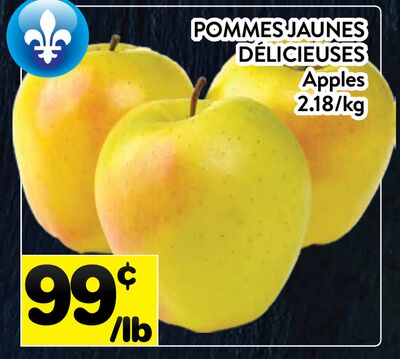 POMMES JAUNES
DÉLICIEUSES
Apples
2.18/kg
99¢
/lb